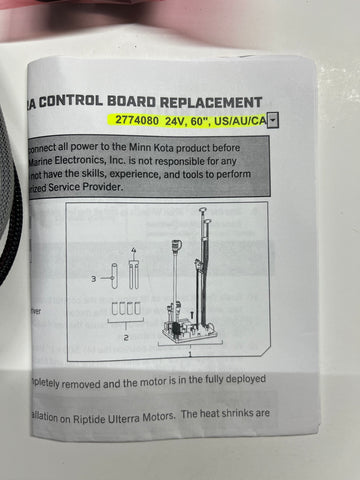 RA CONTROL BOARD REPLACEMENT
2774080 24V, 60", US/AU/CA
connect all power to the Minn Kota product before
Marine Electronics, Inc. is not responsible for any
not have the skills, experience, and tools to perform
rized Service Provider.
4
3
iver
2
1
mpletely removed and the motor is in the fully deployed
allation on Riptide Ulterra Motors. The heat shrinks are